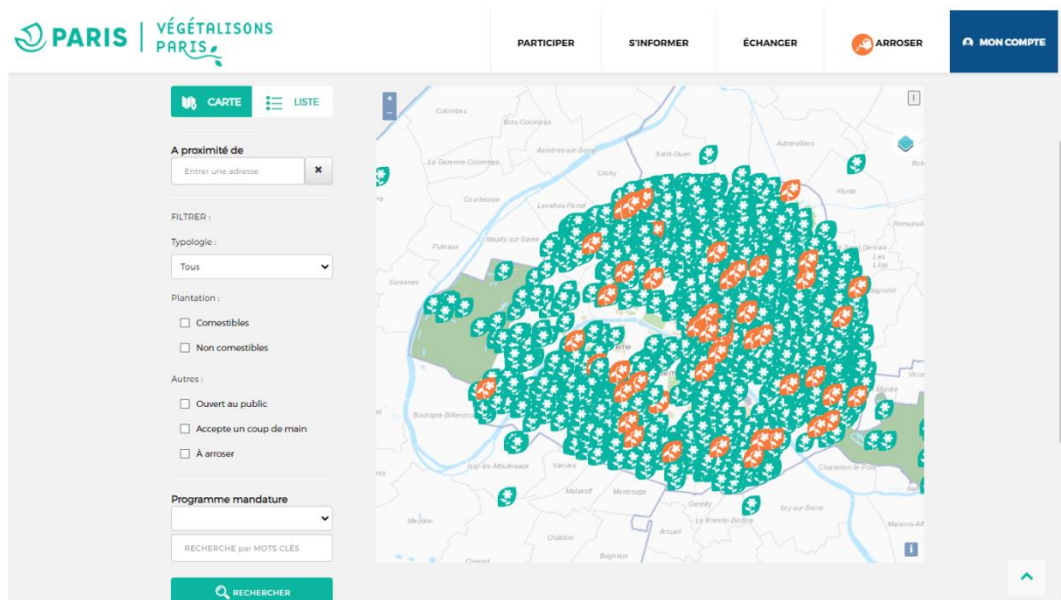 PARIS
VÉGÉTALISONS
PARIS
PARTICIPER
S'INFORMER
ÉCHANGER
ARROSER
MON COMPTE
CARTE
LISTE
A proximité de
Entrer une adresse
FILTRER :
Typologie :
Tous
Plantation :
Comestibles
Non comestibles
Autres :
Ouvert au public
Accepte un coup de main
À arroser
Programme mandature
RECHERCHE par MOTS CLÉS
RECHERCHER
Colombes
Bois-Colombes
Asnières-sur-Seine
Saint-Ouen
Aubervilliers
La Garenne-Colombes
Clichy
Pantin
Courbevoie
Levallois-Perret
Puteaux
Neuilly-sur-Seine
Les
Lilas
Suresnes
Issy-les-Moulineaux
Vanves
Malakoff
Montrouge
Gentilly
Ivry-sur-Seine
Charenton-le-Pont
Meudon
Châtillon
Arcueil
Le Kremlin-Bicêtre
Bagneux
Clamart